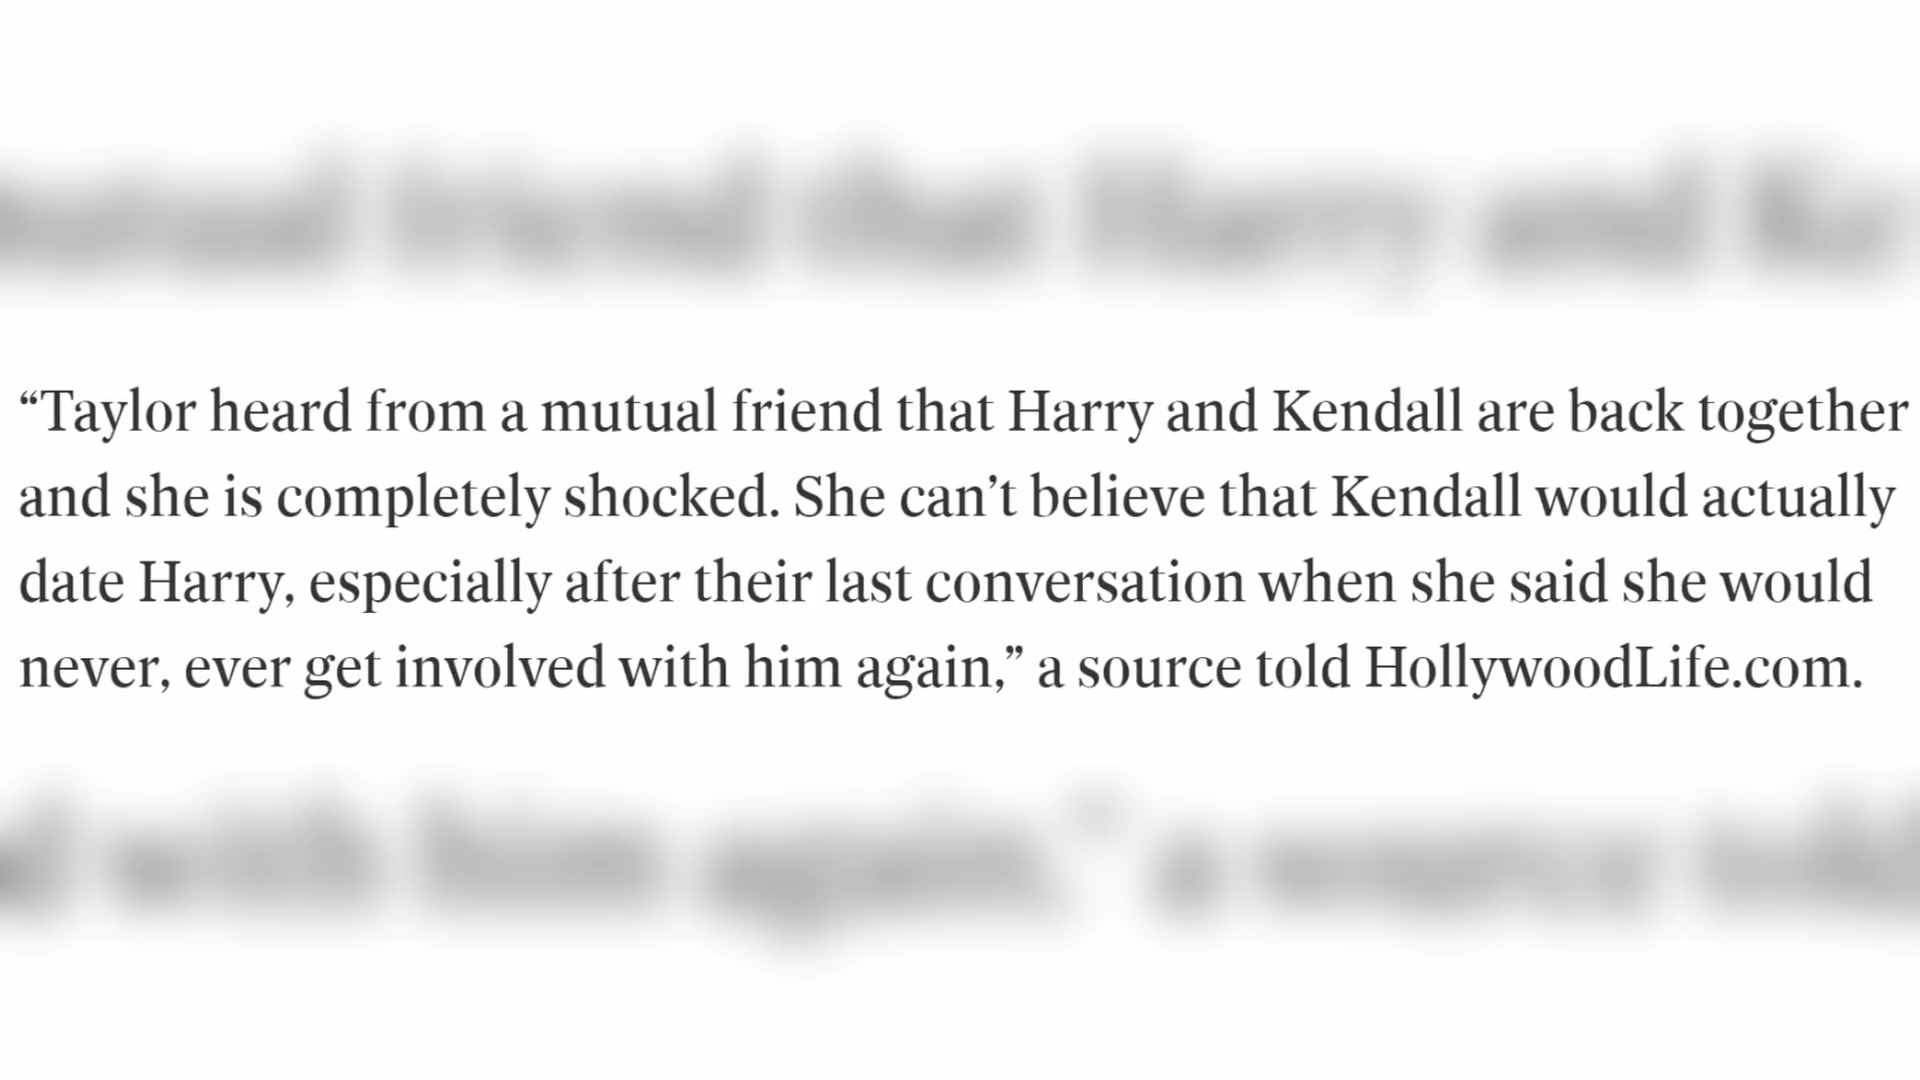 “Taylor heard from a mutual friend that Harry and Kendall are back together
and she is completely shocked. She can’t believe that Kendall would actually
date Harry, especially after their last conversation when she said she would
never, ever get involved with him again,” a source told HollywoodLife.com.